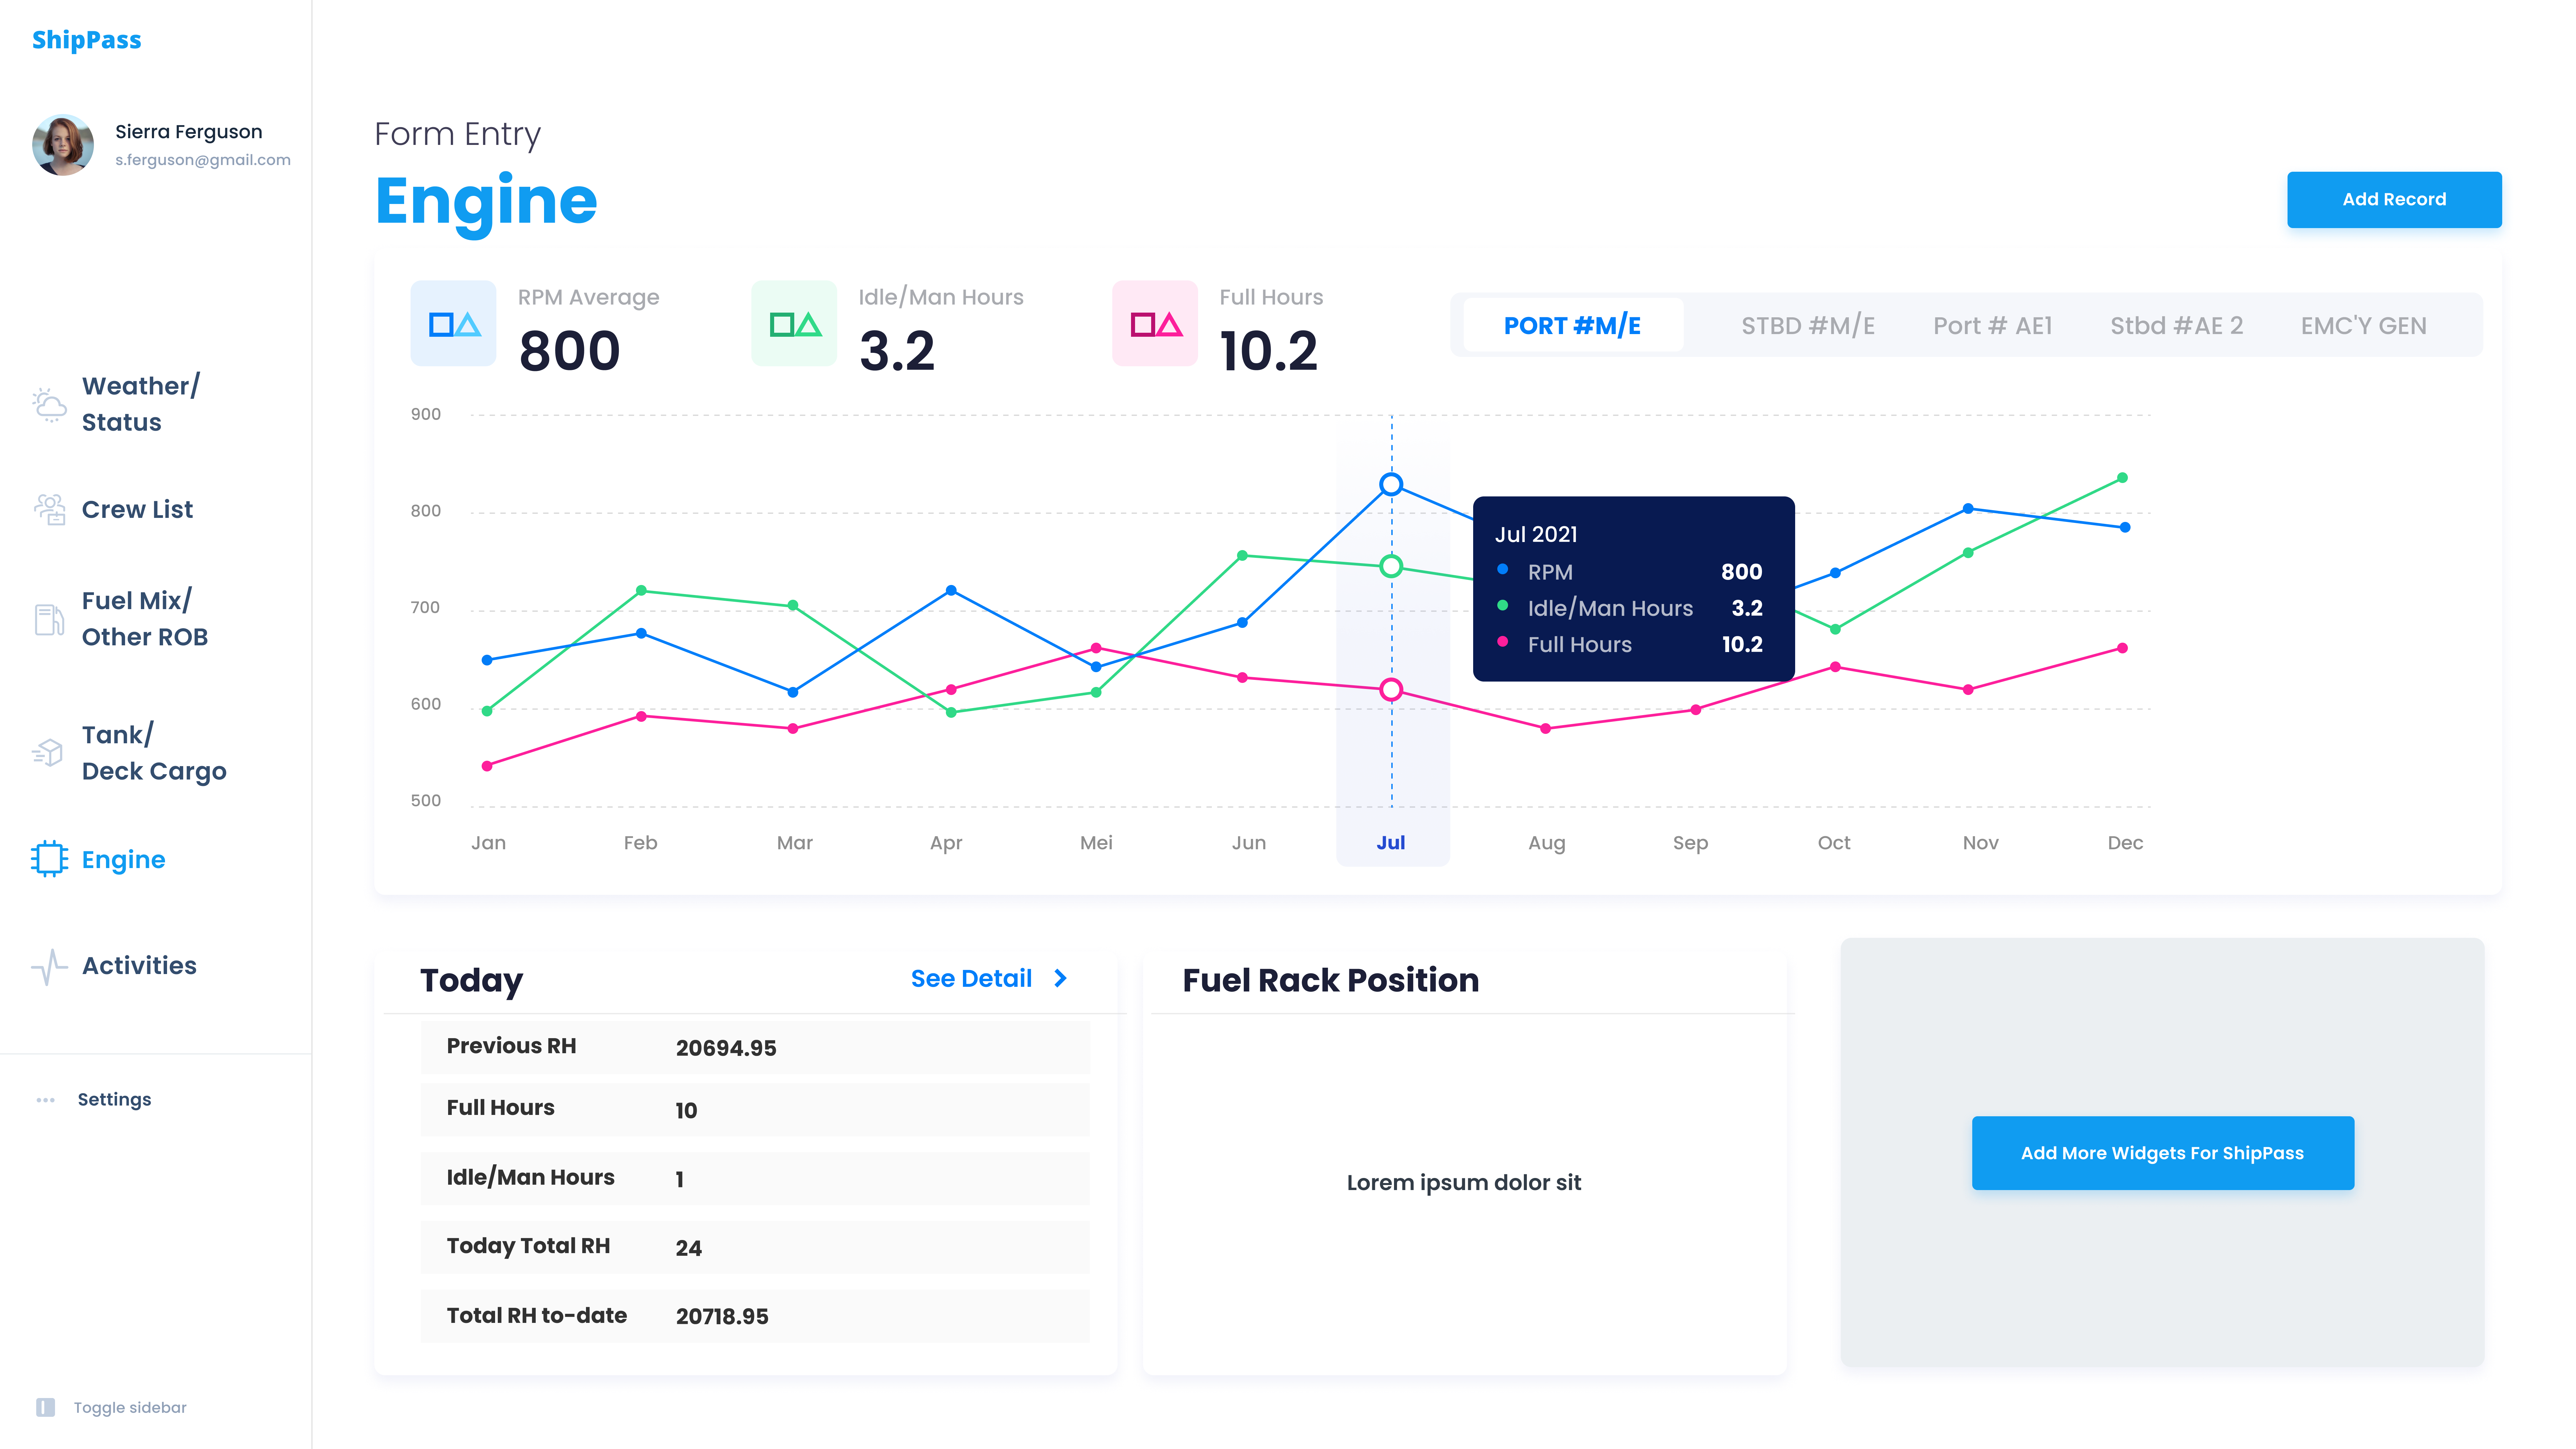 ShipPass
Sierra Ferguson
s.ferguson@gmail.com
Weather/
Status
Crew List
Fuel Mix/
Other ROB
Tank/
Deck Cargo
Engine
Activities
Settings
Toggle sidebar
Form Entry
Engine
Add Record
RPM Average
800
Idle/Man Hours
3.2
Full Hours
10.2
PORT #M/E STBD #M/E Port # AE1 Stbd #AE 2 EMC'Y GEN
900
800
700
600
500
Jan Feb Mar Apr Mei Jun Jul Aug Sep Oct Nov Dec
Jul 2021
RPM 800
Idle/Man Hours 3.2
Full Hours 10.2
Today See Detail
Previous RH 20694.95
Full Hours 10
Idle/Man Hours 1
Today Total RH 24
Total RH to-date 20718.95
Fuel Rack Position
Lorem ipsum dolor sit
Add More Widgets For ShipPass